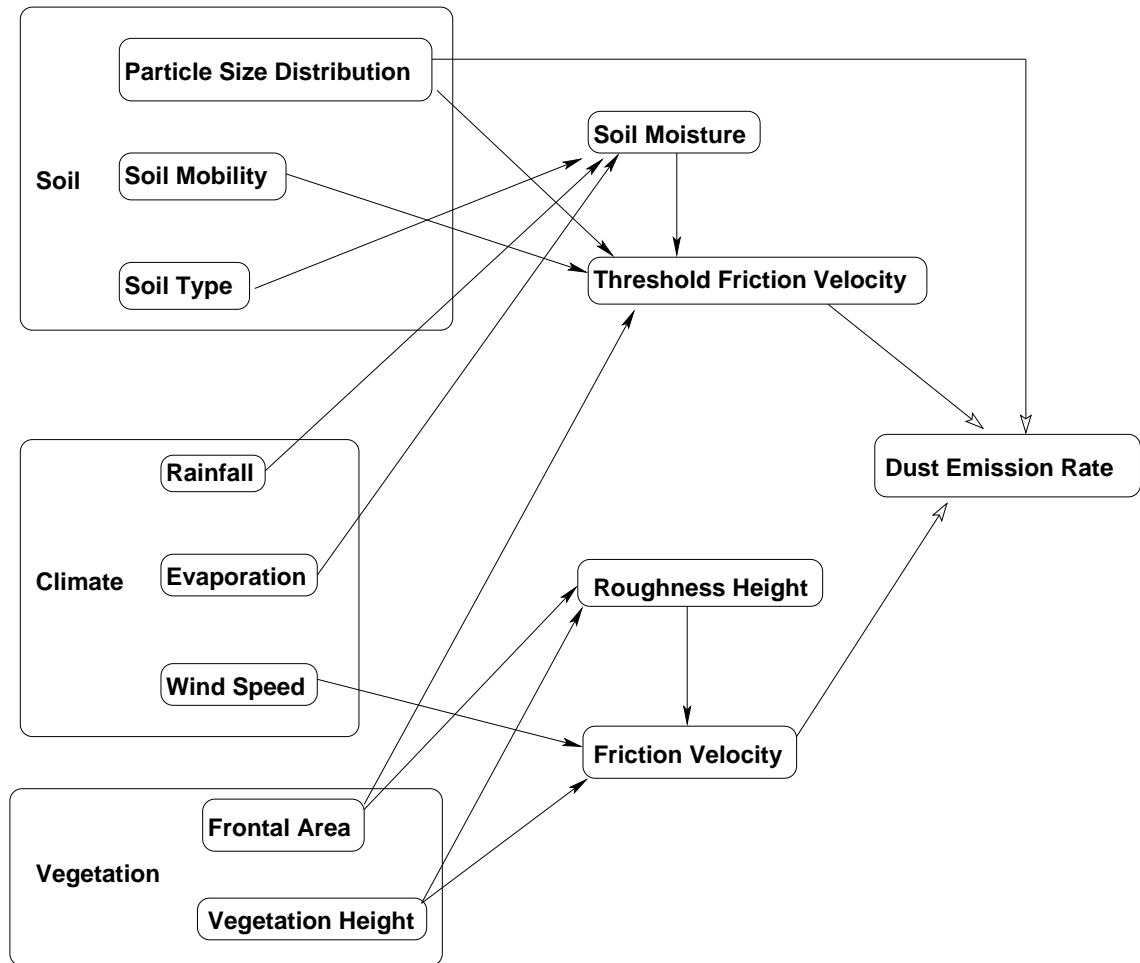 Particle Size Distribution
Soil Moisture
Soil
Soil Mobility
Soil Type
Threshold Friction Velocity
Rainfall
Dust Emission Rate
Climate
Evaporation
Roughness Height
Wind Speed
Friction Velocity
Frontal Area
Vegetation
Vegetation Height